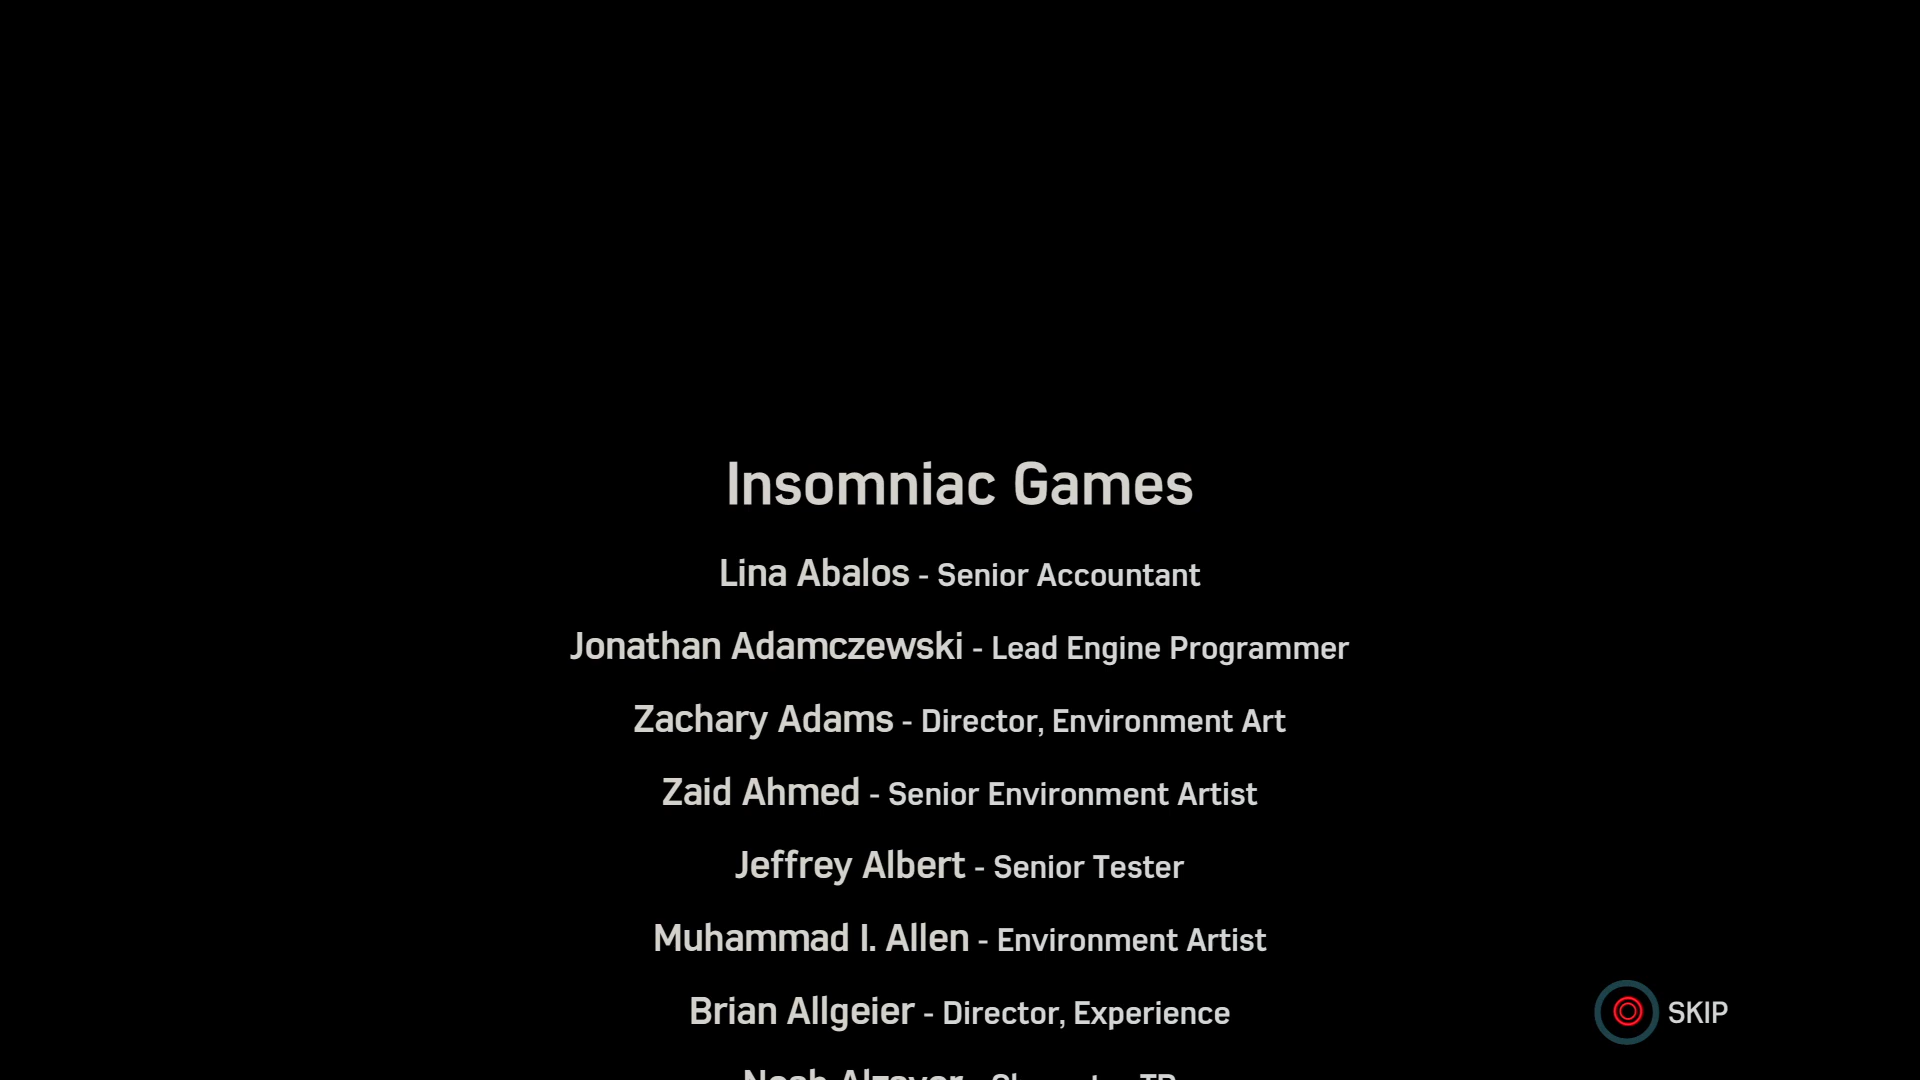 Insomniac Games
Lina Abalos - Senior Accountant
Jonathan Adamczewski - Lead Engine Programmer
Zachary Adams - Director, Environment Art
Zaid Ahmed - Senior Environment Artist
Jeffrey Albert - Senior Tester
Muhammad I. Allen - Environment Artist
Brian Allgeier - Director, Experience
SKIP